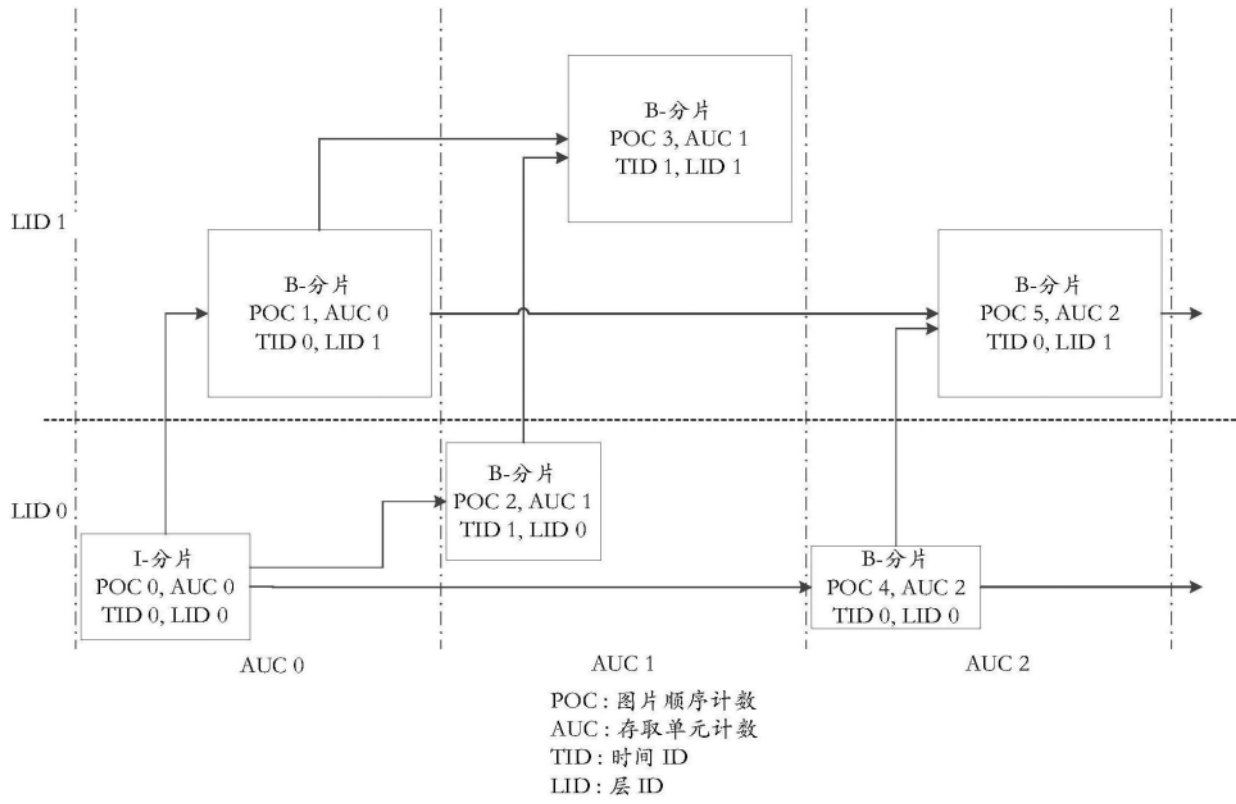 B-分片
POC 3, AUC 1
TID 1, LID 1
LID 1
B-分片
POC 1, AUC 0
TID 0, LID 1
B-分片
POC 5, AUC 2
TID 0, LID 1
B-分片
POC 2, AUC 1
TID 1, LID 0
LID 0
I-分片
POC 0, AUC 0
TID 0, LID 0
B-分片
POC 4, AUC 2
TID 0, LID 0
AUC 0
AUC 1
AUC 2
POC : 图片顺序计数
AUC : 存取单元计数
TID : 时间 ID
LID : 层 ID